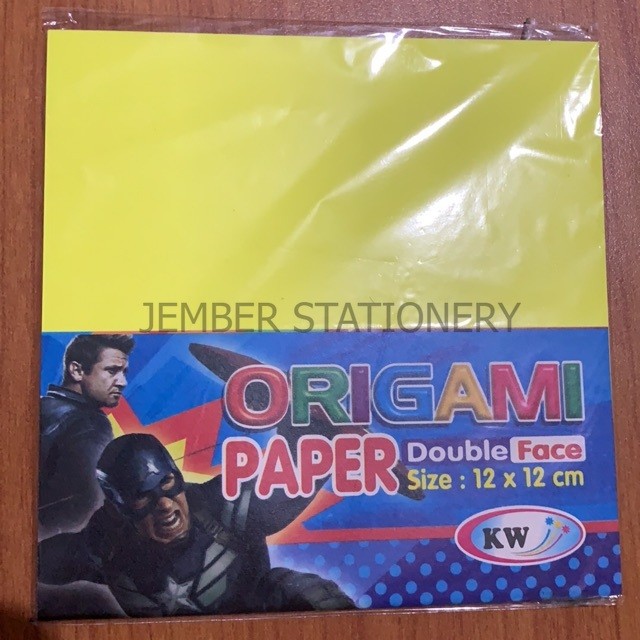 JEMBER STATIONERY
ORIGAMI
PAPER Double Face
Size : 12 x 12 cm
KW